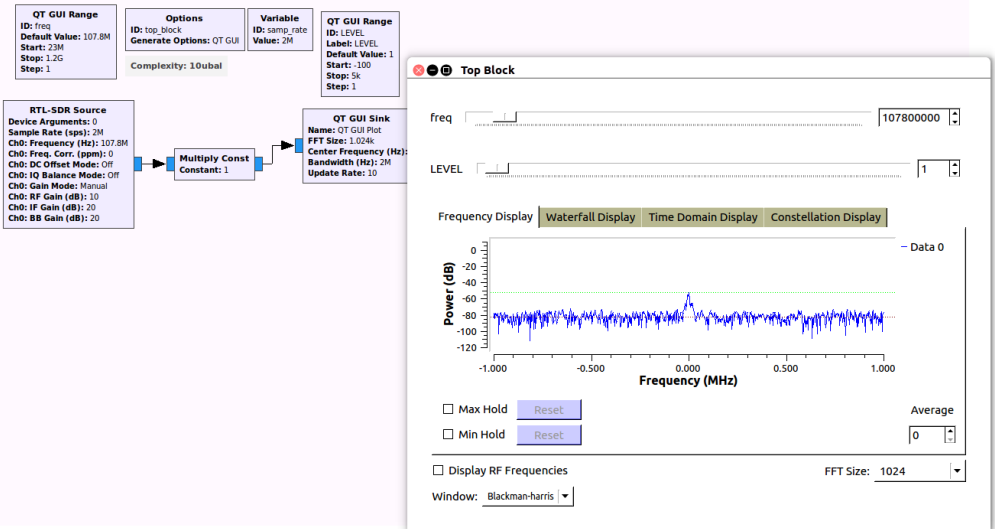 QT GUI Range
ID: freq
Default Value: 107.8M
Start: 23M
Stop: 1.2G
Step: 1
Options
ID: top_block
Generate Options: QT GUI
Variable
ID: samp_rate
Value: 2M
QT GUI Range
ID: LEVEL
Label: LEVEL
Default Value: 1
Start: -100
Stop: 5k
Step: 1
Complexity: 10ubal
RTL-SDR Source
Device Arguments: 0
Sample Rate (sps): 2M
Ch0: Frequency (Hz): 107.8M
Ch0: Freq. Corr. (ppm): 0
Ch0: DC Offset Mode: Off
Ch0: IQ Balance Mode: Off
Ch0: Gain Mode: Manual
Ch0: RF Gain (dB): 10
Ch0: IF Gain (dB): 20
Ch0: BB Gain (dB): 20
Multiply Const
Constant: 1
QT GUI Sink
Name: QT GUI Plot
FFT Size: 1.024k
Center Frequency (Hz):
Bandwidth (Hz): 2M
Update Rate: 10
Top Block
freq 107800000
LEVEL 1
Frequency Display Waterfall Display Time Domain Display Constellation Display
Data 0
Power (dB)
0
-20
-40
-60
-80
-100
-120
-1.000 -0.500 0.000 0.500 1.000
Frequency (MHz)
Max Hold Reset
Average
Min Hold Reset
0
Display RF Frequencies
FFT Size: 1024
Window: Blackman-harris